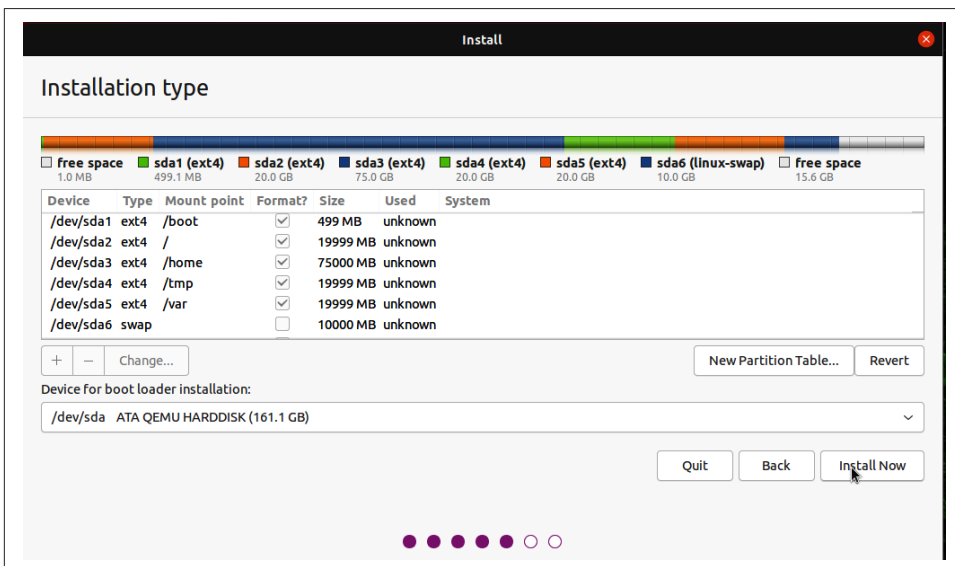 Install
Installation type
free space sda1 (ext4) sda2 (ext4) sda3 (ext4) sda4 (ext4) sda5 (ext4) sda6 (linux-swap) free space
1.0 MB 499.1 MB 20.0 GB 75.0 GB 20.0 GB 20.0 GB 10.0 GB 15.6 GB
Device Type Mount point Format? Size Used System
/dev/sda1 ext4 /boot 499 MB unknown
/dev/sda2 ext4 / 19999 MB unknown
/dev/sda3 ext4 /home 75000 MB unknown
/dev/sda4 ext4 /tmp 19999 MB unknown
/dev/sda5 ext4 /var 19999 MB unknown
/dev/sda6 swap 10000 MB unknown
+ − Change... New Partition Table... Revert
Device for boot loader installation:
/dev/sda ATA QEMU HARDDISK (161.1 GB)
Quit Back Install Now